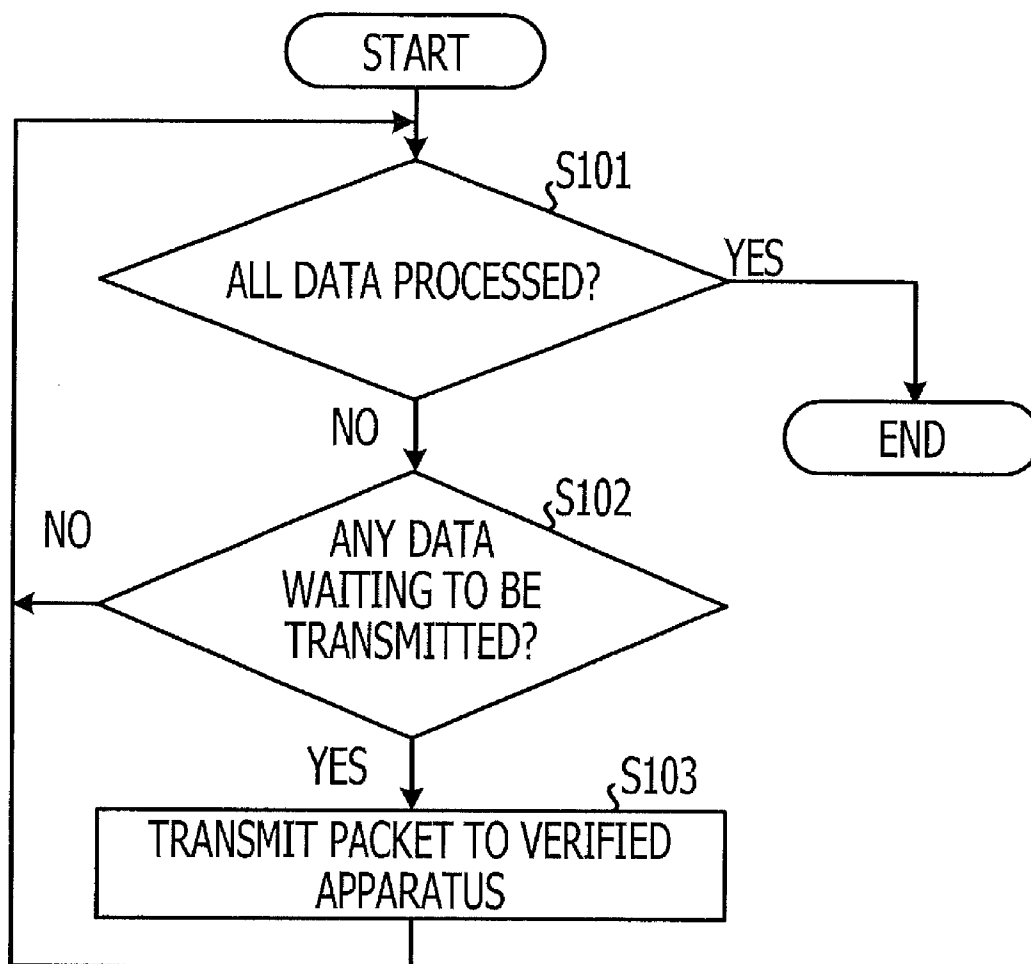 START
S101
ALL DATA PROCESSED?
YES
NO
END
S102
NO
ANY DATA
WAITING TO BE
TRANSMITTED?
YES
S103
TRANSMIT PACKET TO VERIFIED
APPARATUS